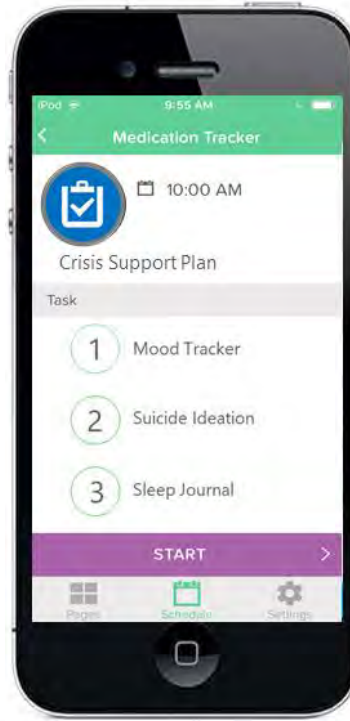 iPod 9:55 AM
Medication Tracker
10:00 AM
Crisis Support Plan
Task
1 Mood Tracker
2 Suicide Ideation
3 Sleep Journal
START
Pages Schedule Settings